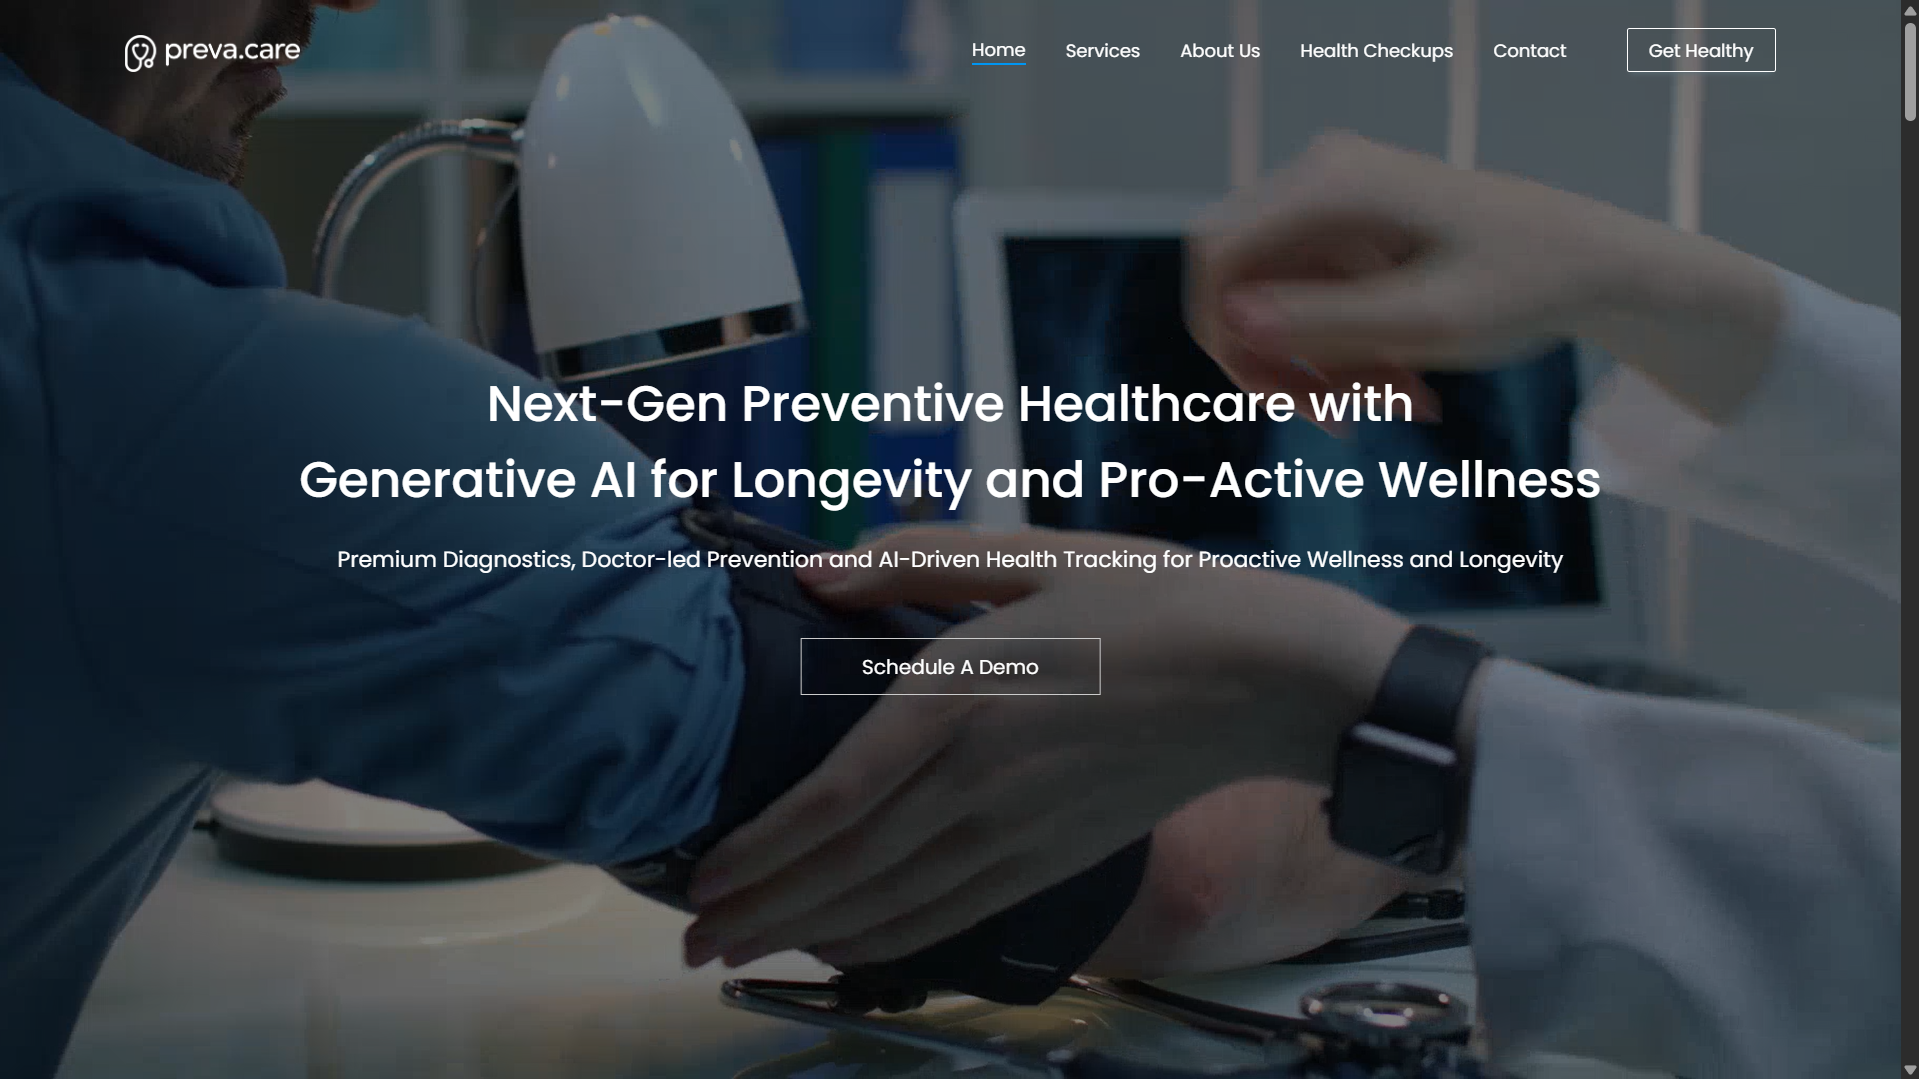 preva.care
Home
Services
About Us
Health Checkups
Contact
Get Healthy
Next-Gen Preventive Healthcare with
Generative AI for Longevity and Pro-Active Wellness
Premium Diagnostics, Doctor-led Prevention and AI-Driven Health Tracking for Proactive Wellness and Longevity
Schedule A Demo